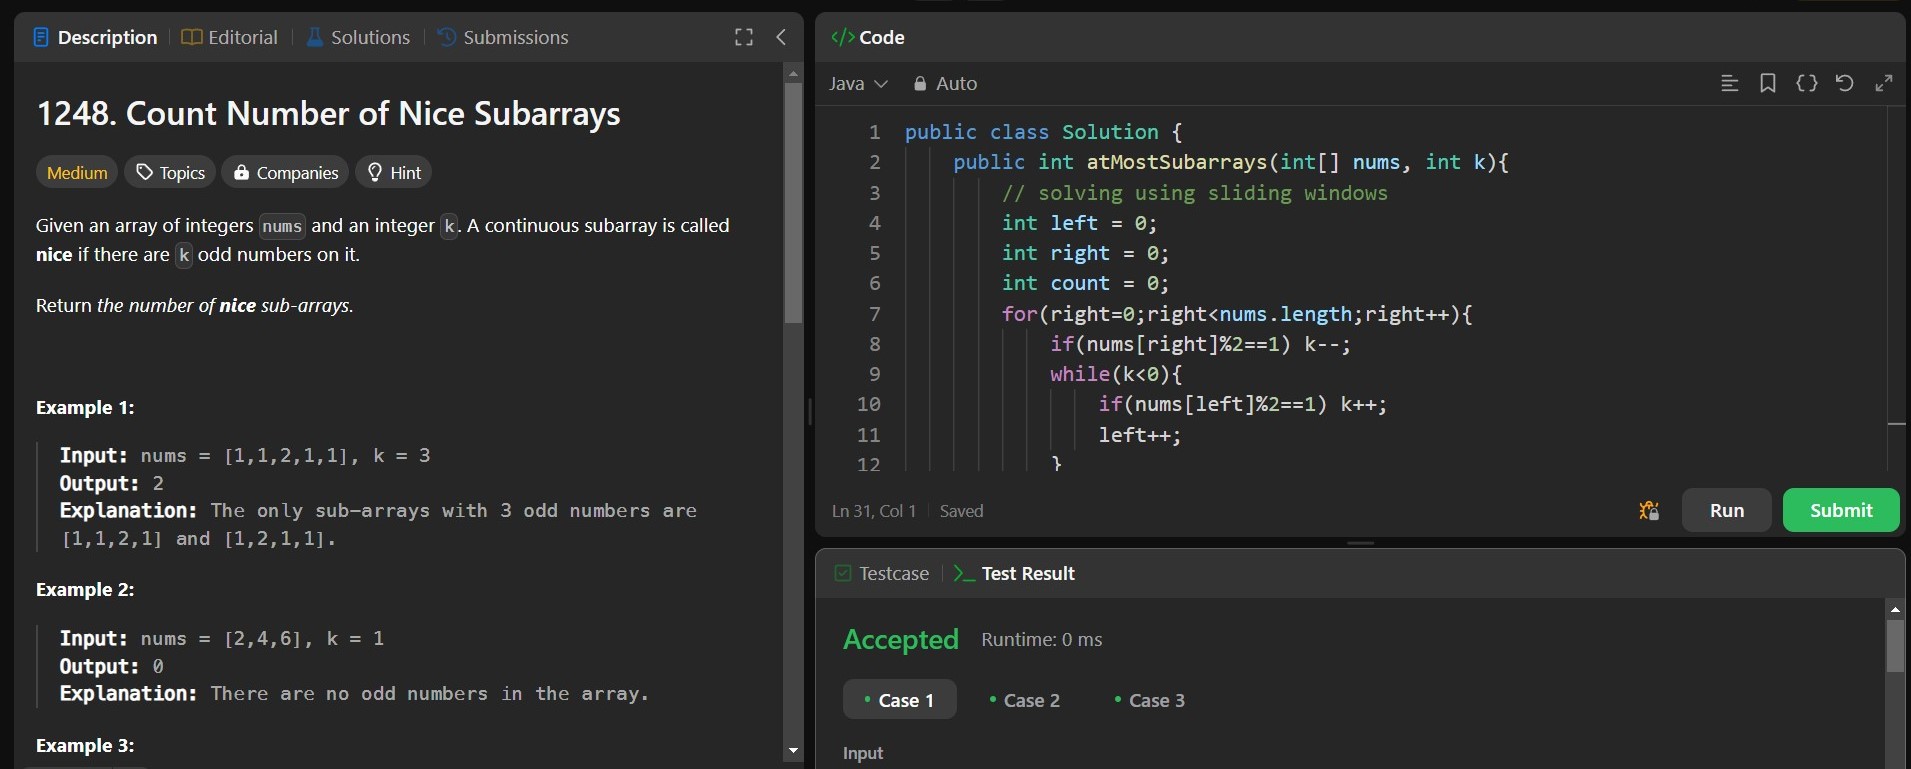 Description
Editorial
Solutions
Submissions
1248. Count Number of Nice Subarrays
Medium
Topics
Companies
Hint
Given an array of integers nums and an integer k. A continuous subarray is called
nice if there are k odd numbers on it.
Return the number of nice sub-arrays.
Example 1:
Input: nums = [1,1,2,1,1], k = 3
Output: 2
Explanation: The only sub-arrays with 3 odd numbers are
[1,1,2,1] and [1,2,1,1].
Example 2:
Input: nums = [2,4,6], k = 1
Output: 0
Explanation: There are no odd numbers in the array.
Example 3:
</> Code
Java
Auto
1 public class Solution {
2 public int atMostSubarrays(int[] nums, int k){
3 // solving using sliding windows
4 int left = 0;
5 int right = 0;
6 int count = 0;
7 for(right=0;right<nums.length;right++){
8 if(nums[right]%2==1) k--;
9 while(k<0){
10 if(nums[left]%2==1) k++;
11 left++;
12 }
Ln 31, Col 1
Saved
Run
Submit
Testcase
>_ Test Result
Accepted
Runtime: 0 ms
Case 1
Case 2
Case 3
Input